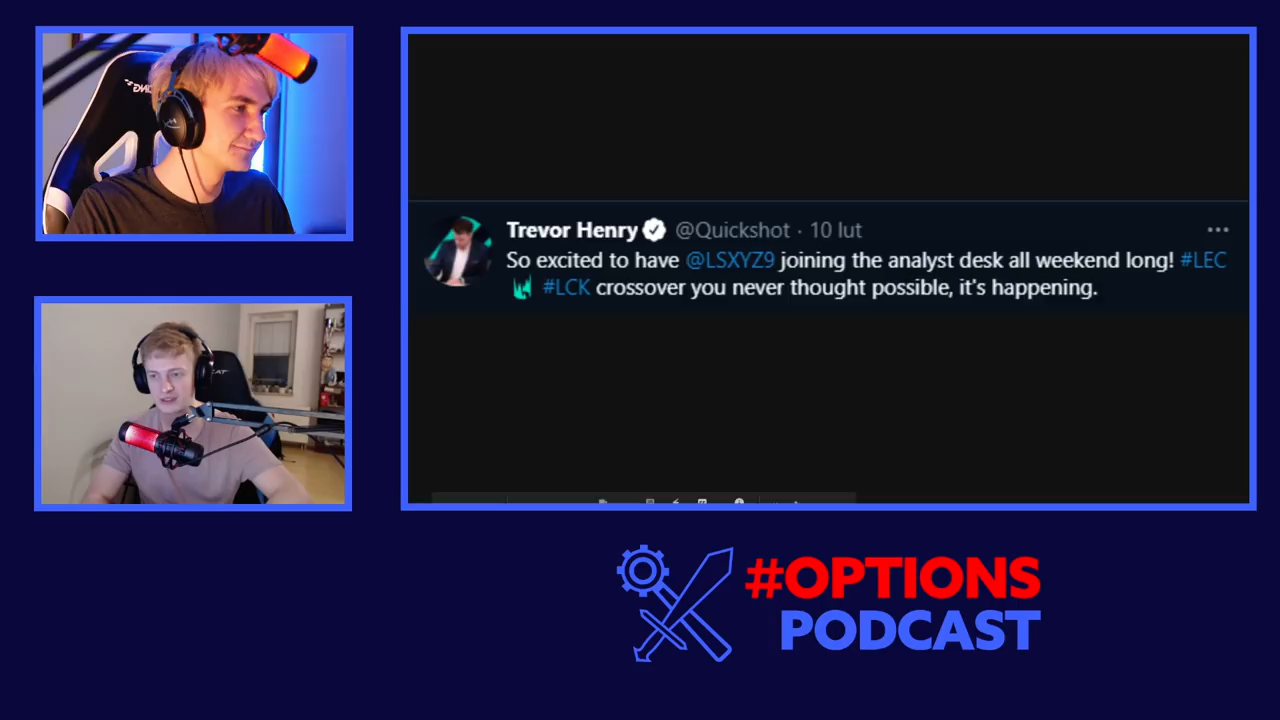 Trevor Henry @Quickshot · 10 lut
So excited to have @LSXYZ9 joining the analyst desk all weekend long! #LEC
#LCK crossover you never thought possible, it's happening.
#OPTIONS
PODCAST